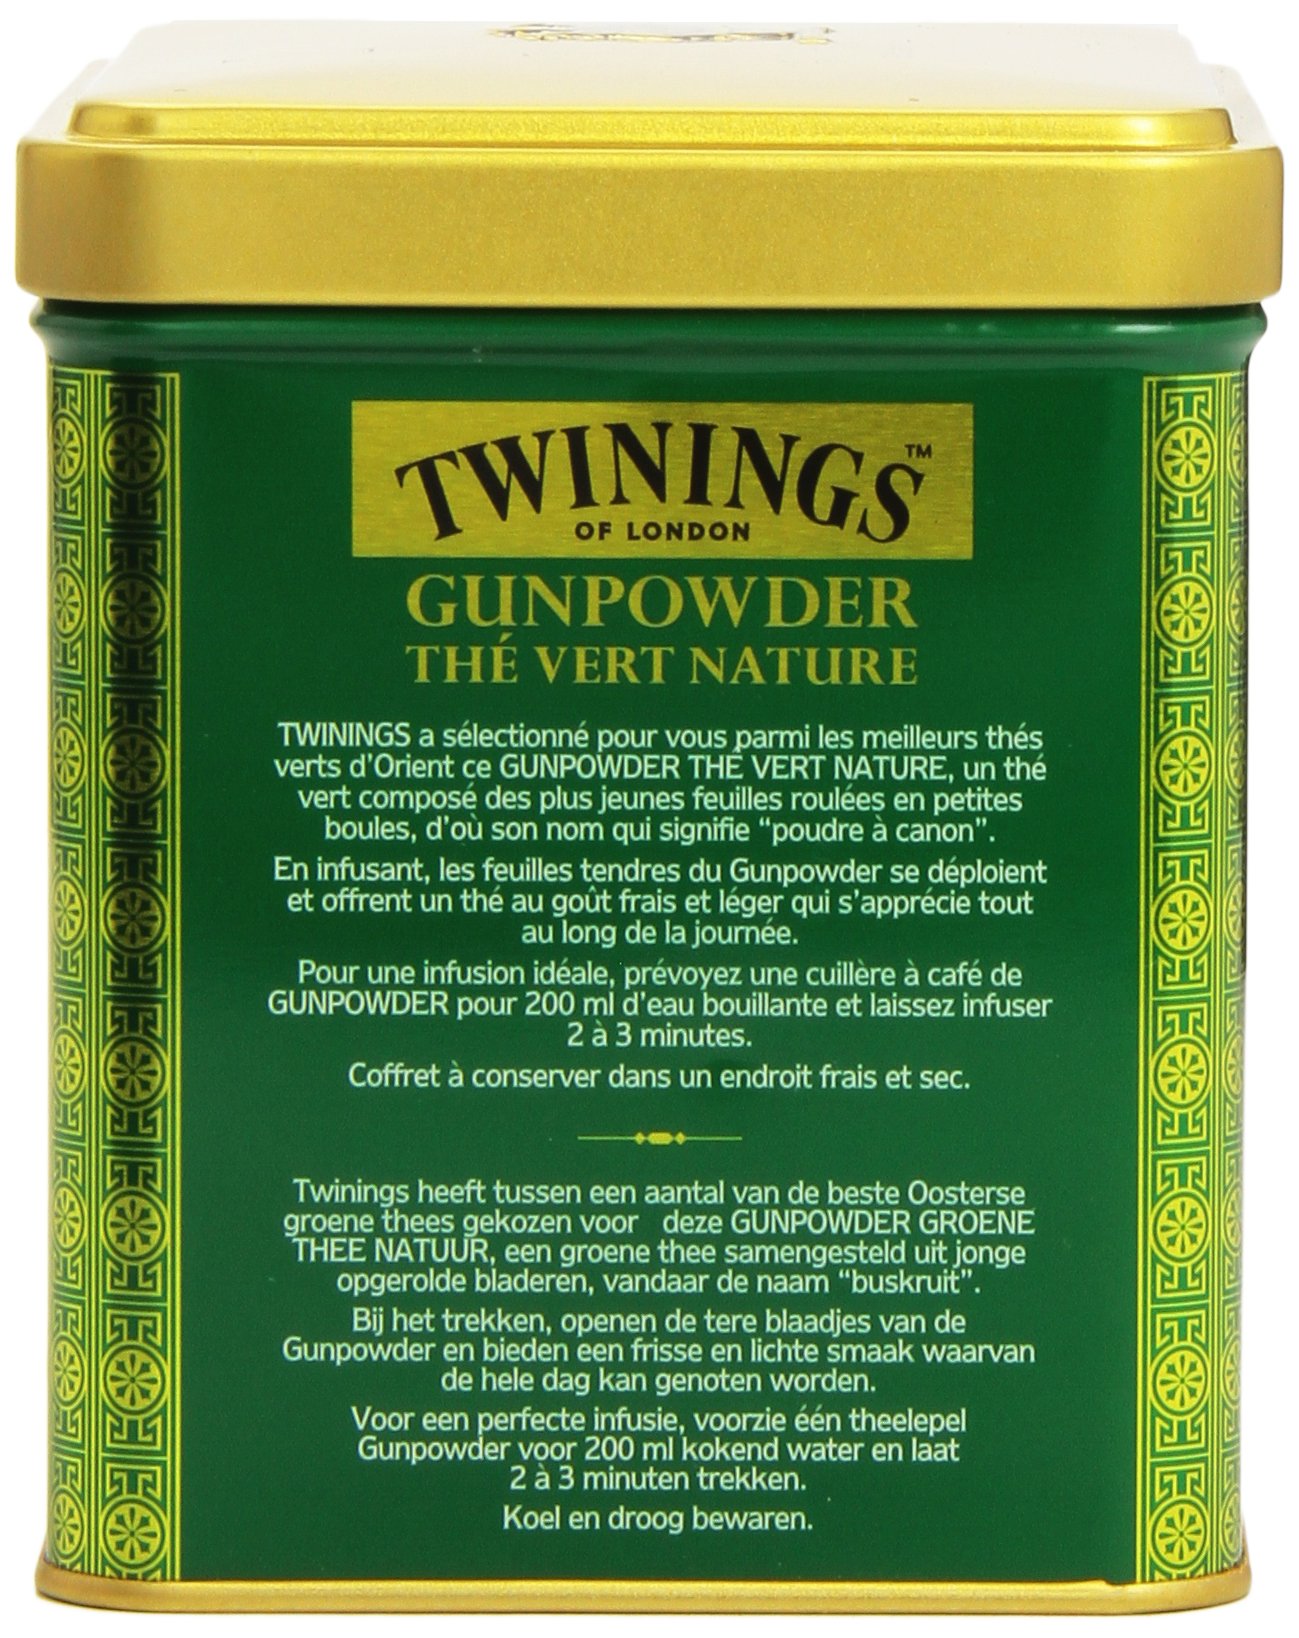 TWININGS™
OF LONDON
GUNPOWDER
THÉ VERT NATURE
TWININGS a sélectionné pour vous parmi les meilleurs thés
verts d'Orient ce GUNPOWDER THÉ VERT NATURE, un thé
vert composé des plus jeunes feuilles roulées en petites
boules, d'où son nom qui signifie “poudre à canon”.
En infusant, les feuilles tendres du Gunpowder se déploient
et offrent un thé au goût frais et léger qui s'apprécie tout
au long de la journée.
Pour une infusion idéale, prévoyez une cuillère à café de
GUNPOWDER pour 200 ml d'eau bouillante et laissez infuser
2 à 3 minutes.
Coffret à conserver dans un endroit frais et sec.
Twinings heeft tussen een aantal van de beste Oosterse
groene thees gekozen voor deze GUNPOWDER GROENE
THEE NATUUR, een groene thee samengesteld uit jonge
opgerolde bladeren, vandaar de naam “buskruit”.
Bij het trekken, openen de tere blaadjes van de
Gunpowder en bieden een frisse en lichte smaak waarvan
de hele dag kan genoten worden.
Voor een perfecte infusie, voorzie één theelepel
Gunpowder voor 200 ml kokend water en laat
2 à 3 minuten trekken.
Koel en droog bewaren.